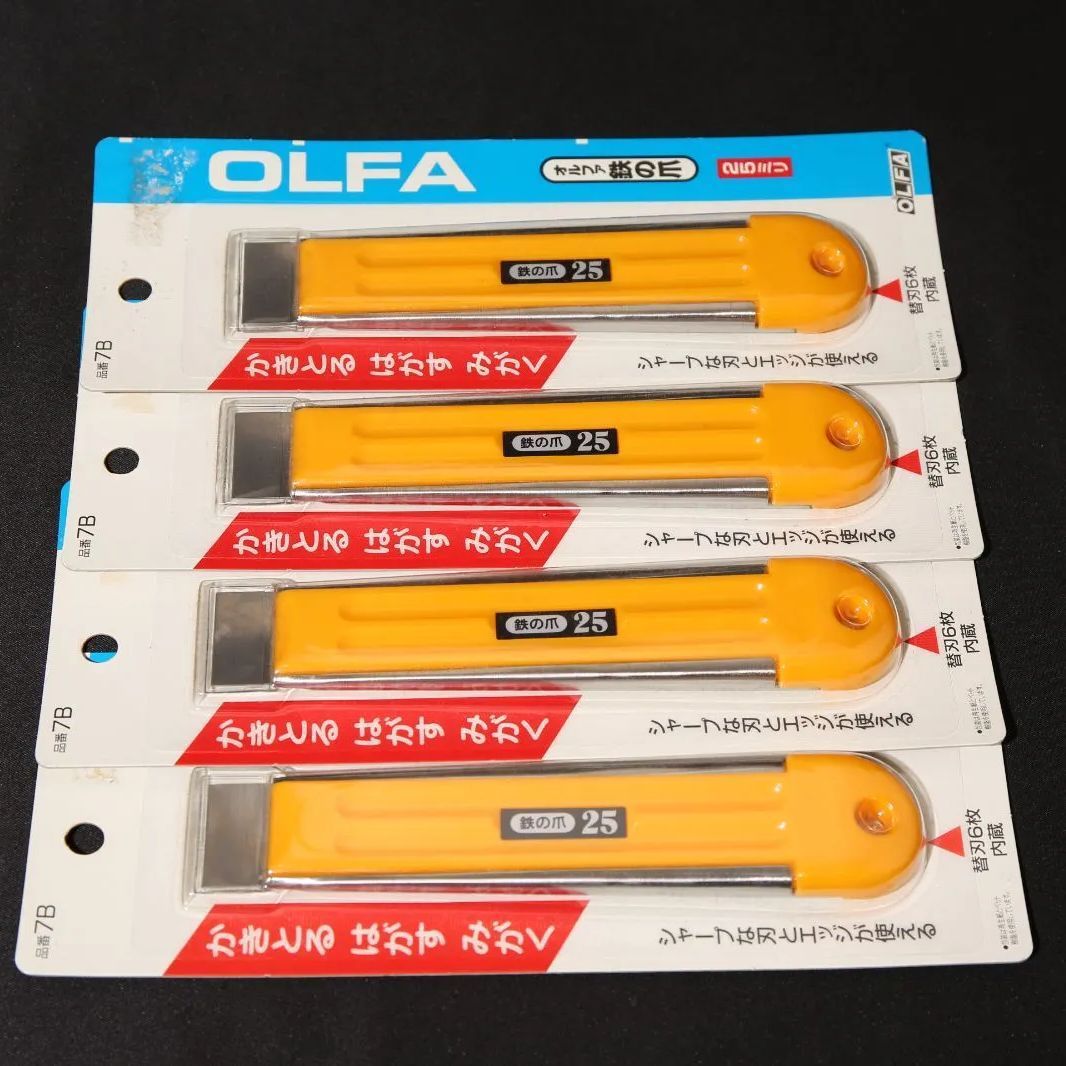 OLFA
オルファ 鉄の爪
25ミリ
OLFA
鉄の爪 25
替刃6枚
内蔵
品番7B
かきとる はがす みがく
シャープな刃とエッジが使える
鉄の爪 25
替刃6枚
内蔵
品番7B
かきとる はがす みがく
シャープな刃とエッジが使える
鉄の爪 25
替刃6枚
内蔵
品番7B
かきとる はがす みがく
シャープな刃とエッジが使える
鉄の爪 25
替刃6枚
内蔵
品番7B
かきとる はがす みがく
シャープな刃とエッジが使える